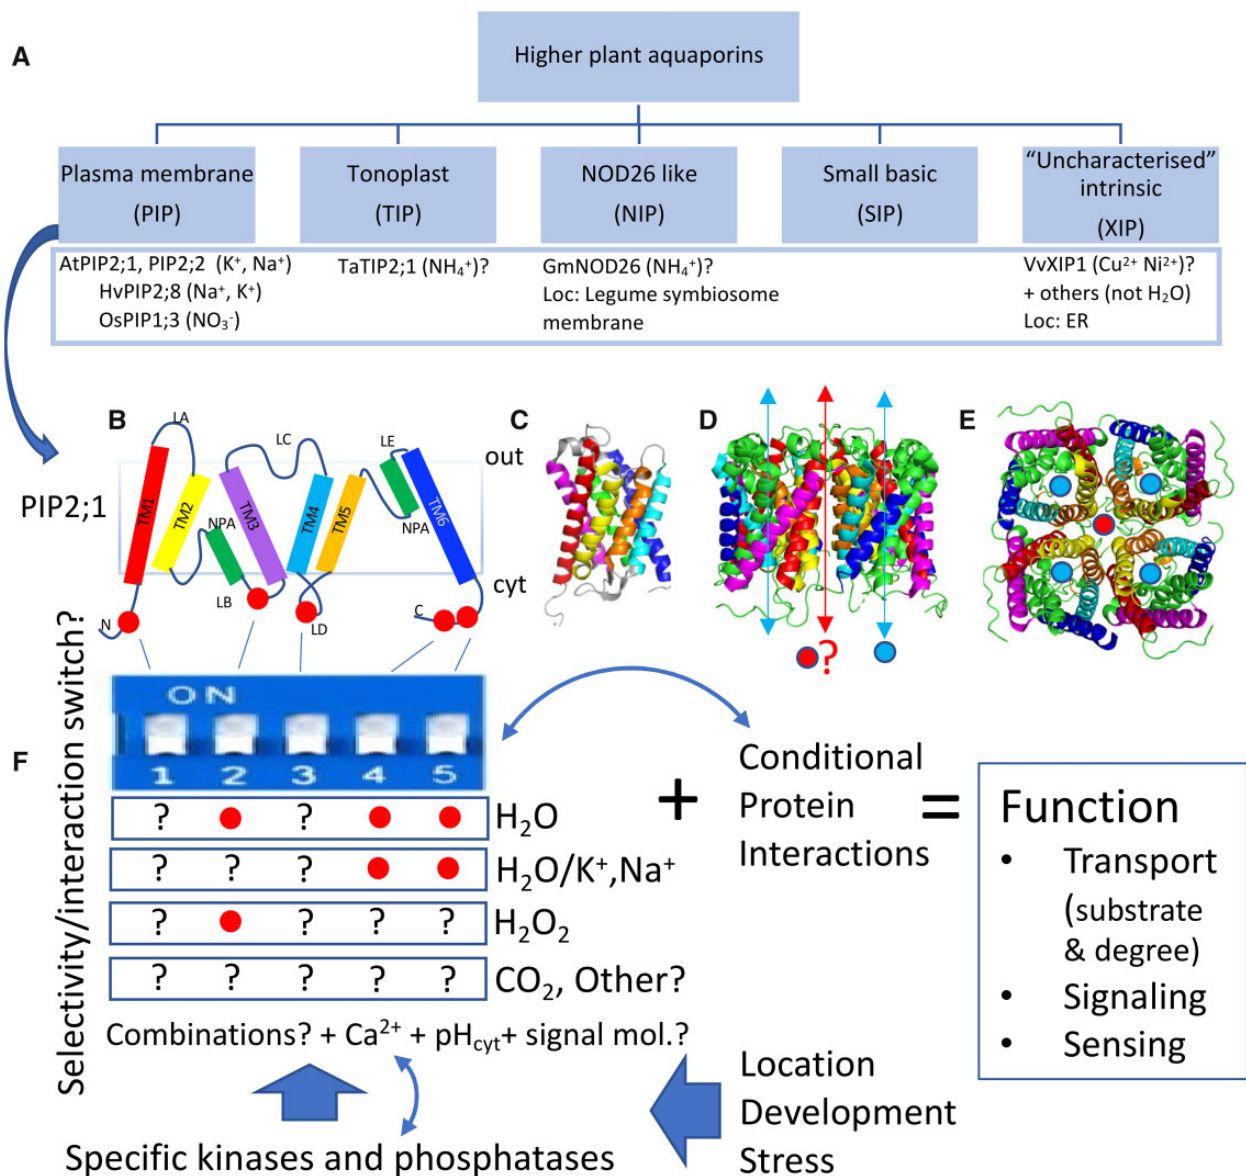 A
Higher plant aquaporins
Plasma membrane
(PIP)
Tonoplast
(TIP)
NOD26 like
(NIP)
Small basic
(SIP)
“Uncharacterised”
intrinsic
(XIP)
AtPIP2;1, PIP2;2 (K⁺, Na⁺)
HvPIP2;8 (Na⁺, K⁺)
OsPIP1;3 (NO₃⁻)
TaTIP2;1 (NH₄⁺)?
GmNOD26 (NH₄⁺)?
Loc: Legume symbiosome
membrane
VvXIP1 (Cu²⁺ Ni²⁺)?
+ others (not H₂O)
Loc: ER
B
LA
LC
LE
out
PIP2;1
TM1
TM2
NPA
TM3
TM4
TM5
NPA
TM6
cyt
LB
LD
N
C
C
D
?
E
Selectivity/interaction switch?
F
ON
1 2 3 4 5
? ? H₂O
? ? ? H₂O/K⁺,Na⁺
? ? ? ? H₂O₂
? ? ? ? ? CO₂, Other?
Combinations? + Ca²⁺ + pH_cyt+ signal mol.?
Specific kinases and phosphatases
+
Conditional
Protein
Interactions
=
Function
• Transport
(substrate
& degree)
• Signaling
• Sensing
Location
Development
Stress